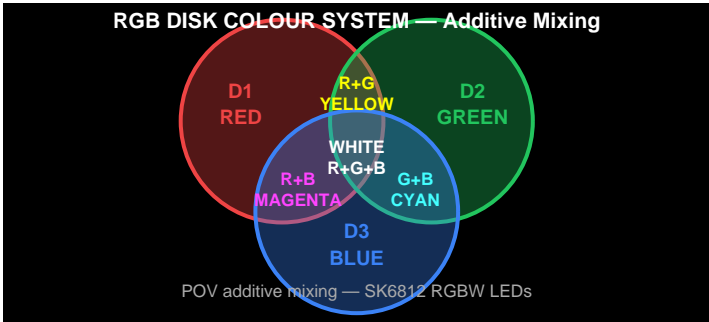 RGB DISK COLOUR SYSTEM — Additive Mixing
D1
RED
R+G
YELLOW
D2
GREEN
WHITE
R+G+B
R+B
MAGENTA
G+B
CYAN
D3
BLUE
POV additive mixing — SK6812 RGBW LEDs